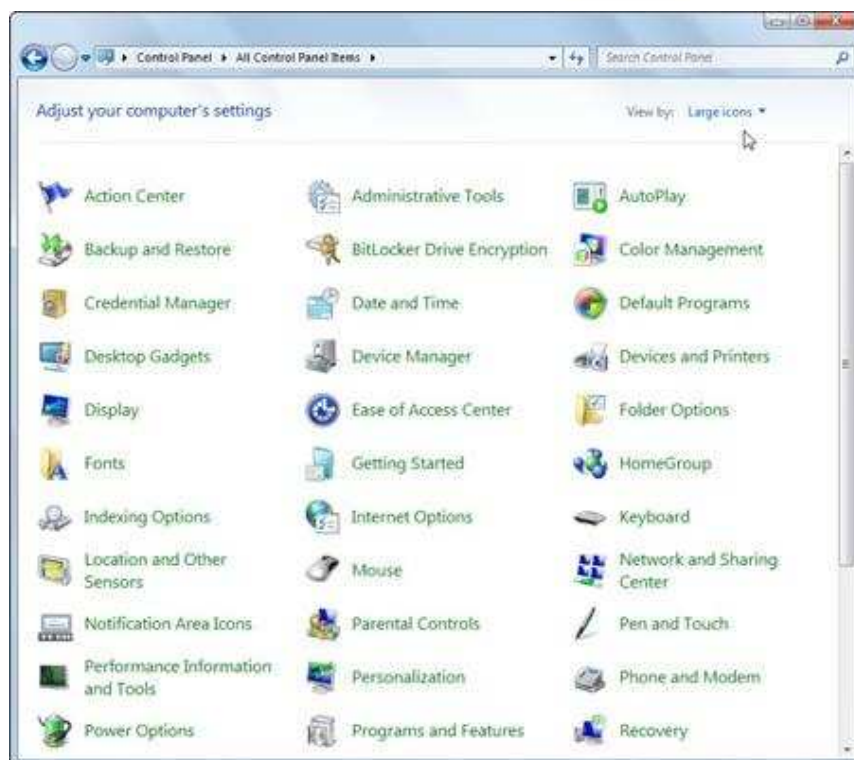 Control Panel All Control Panel Items
Search Control Panel
Adjust your computer's settings
View by: Large icons
Action Center
Administrative Tools
AutoPlay
Backup and Restore
BitLocker Drive Encryption
Color Management
Credential Manager
Date and Time
Default Programs
Desktop Gadgets
Device Manager
Devices and Printers
Display
Ease of Access Center
Folder Options
Fonts
Getting Started
HomeGroup
Indexing Options
Internet Options
Keyboard
Location and Other
Sensors
Mouse
Network and Sharing
Center
Notification Area Icons
Parental Controls
Pen and Touch
Performance Information
and Tools
Personalization
Phone and Modem
Power Options
Programs and Features
Recovery